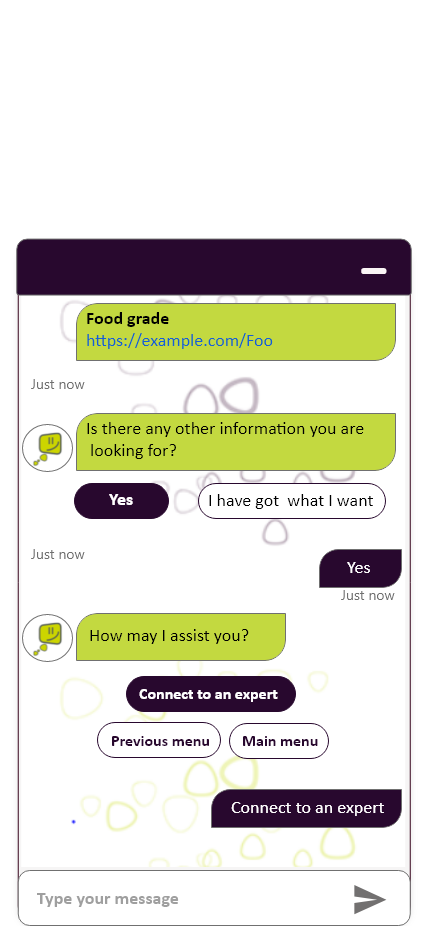 Food grade
https://example.com/Foo
Just now
Is there any other information you are
looking for?
Yes
I have got what I want
Just now
Yes
Just now
How may I assist you?
Connect to an expert
Previous menu
Main menu
Connect to an expert
Type your message